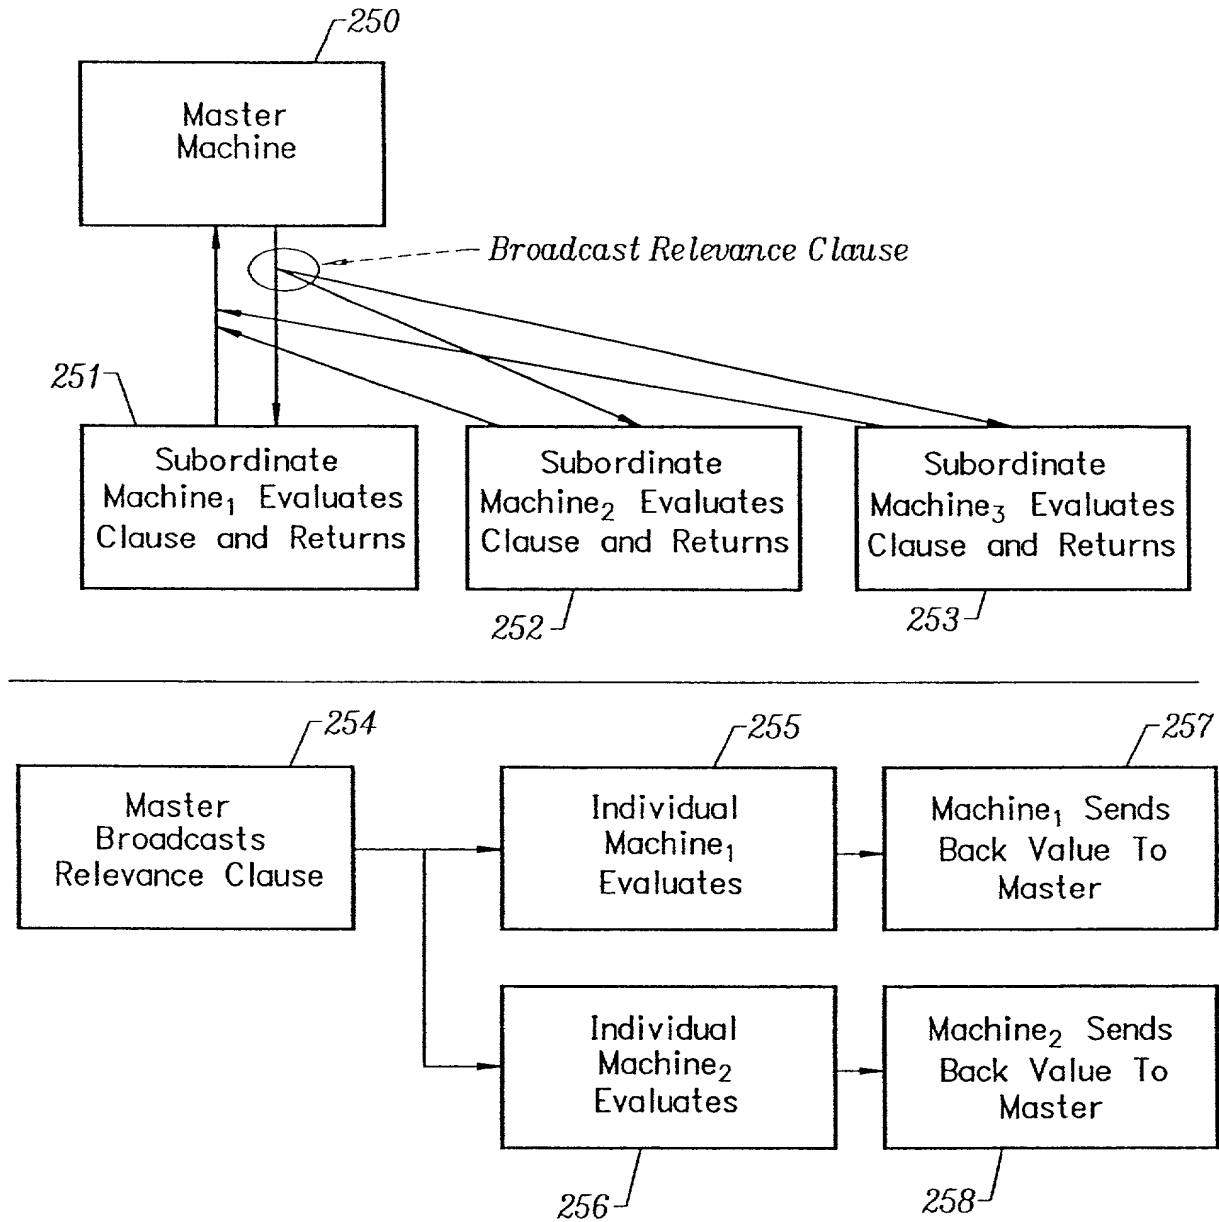 250
Master
Machine
Broadcast Relevance Clause
251
Subordinate
Machine₁ Evaluates
Clause and Returns
Subordinate
Machine₂ Evaluates
Clause and Returns
Subordinate
Machine₃ Evaluates
Clause and Returns
252
253
254
255
257
Master
Broadcasts
Relevance Clause
Individual
Machine₁
Evaluates
Machine₁ Sends
Back Value To
Master
Individual
Machine₂
Evaluates
Machine₂ Sends
Back Value To
Master
256
258